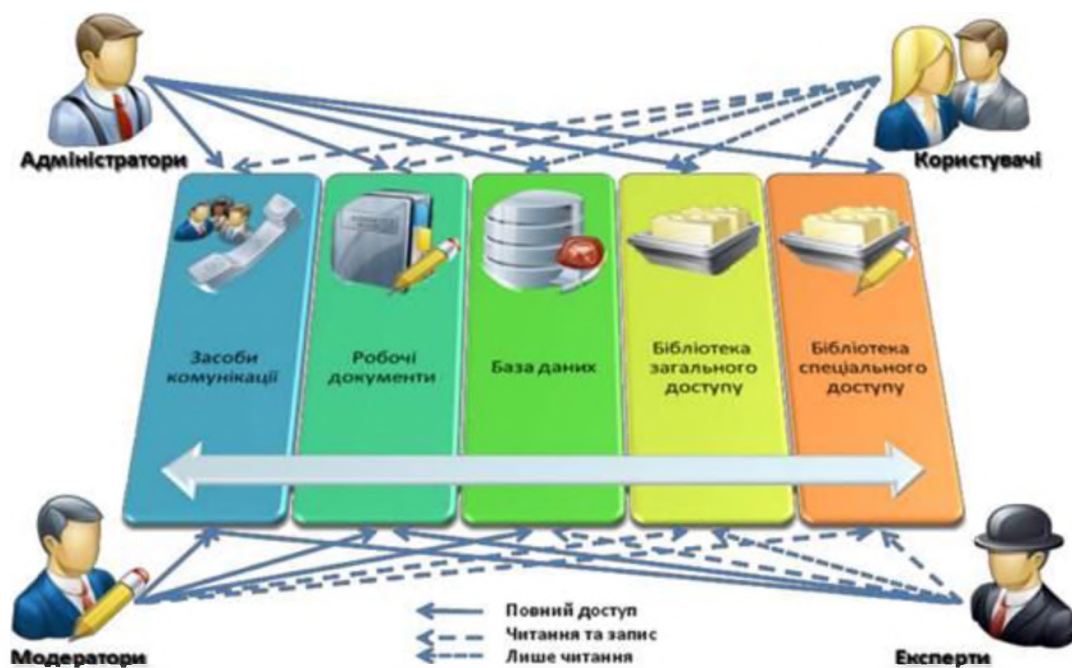 Адміністратори
Користувачі
Засоби
комунікації
Робочі
документи
База даних
Бібліотека
загального
доступу
Бібліотека
спеціального
доступу
Модератори
Повний доступ
Читання та запис
Лише читання
Експерти